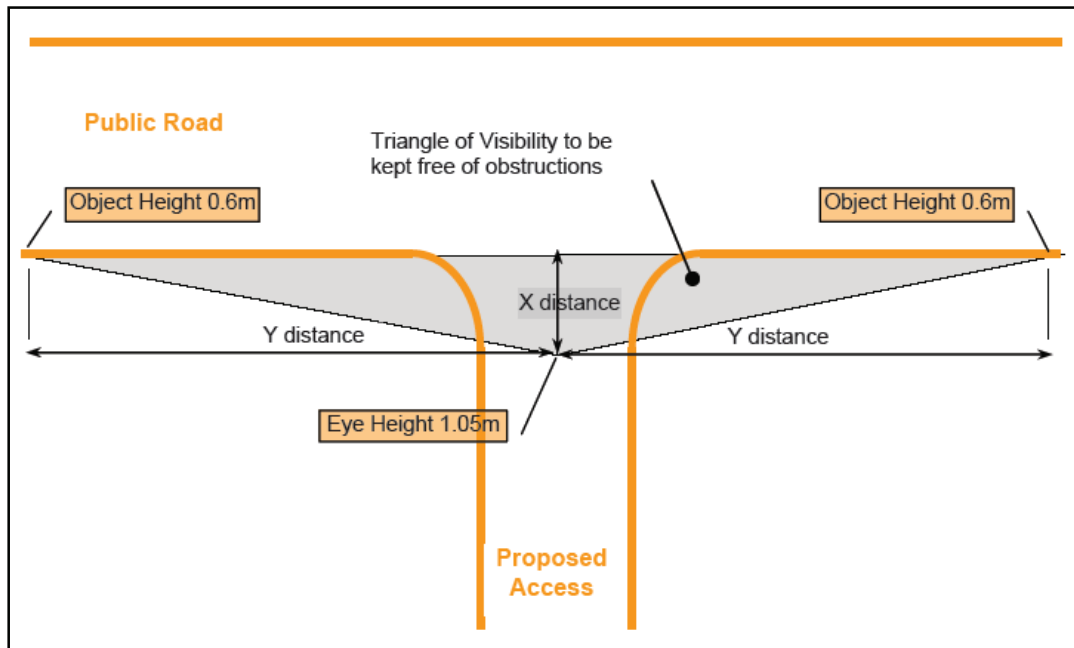 Public Road
Triangle of Visibility to be
kept free of obstructions
Object Height 0.6m
Object Height 0.6m
X distance
Y distance
Y distance
Eye Height 1.05m
Proposed
Access